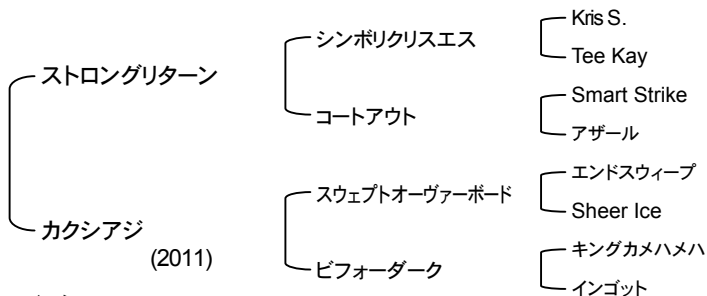 Kris S.
シンボリクリスエス
Tee Kay
ストロングリターン
Smart Strike
コートアウト
アザール
エンドスウィープ
スウェプトオーヴァーボード
Sheer Ice
カクシアジ
(2011)
キングカメハメハ
ビフォーダーク
インゴット